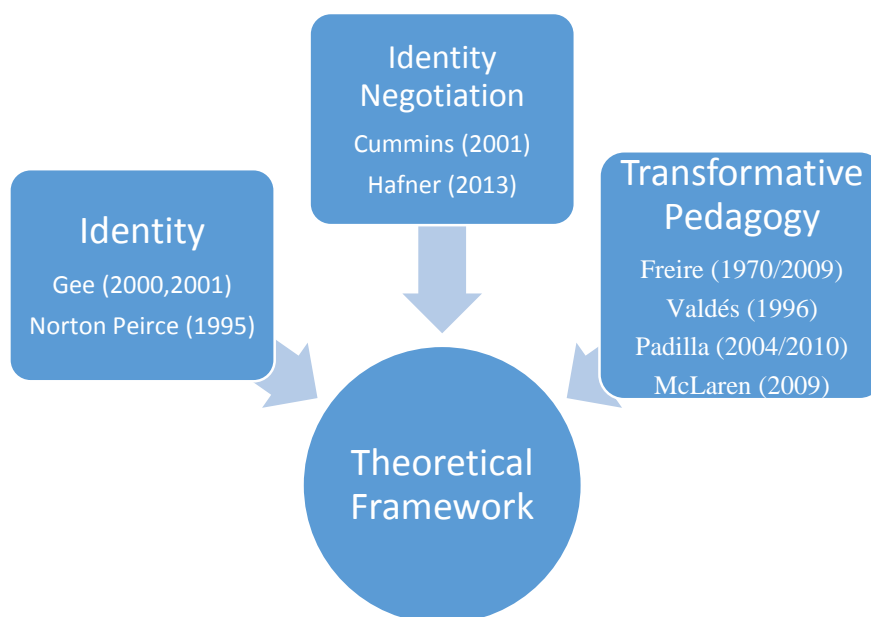 Identity
Gee (2000,2001)
Norton Peirce (1995)
Identity
Negotiation
Cummins (2001)
Hafner (2013)
Transformative
Pedagogy
Freire (1970/2009)
Valdés (1996)
Padilla (2004/2010)
McLaren (2009)
Theoretical
Framework